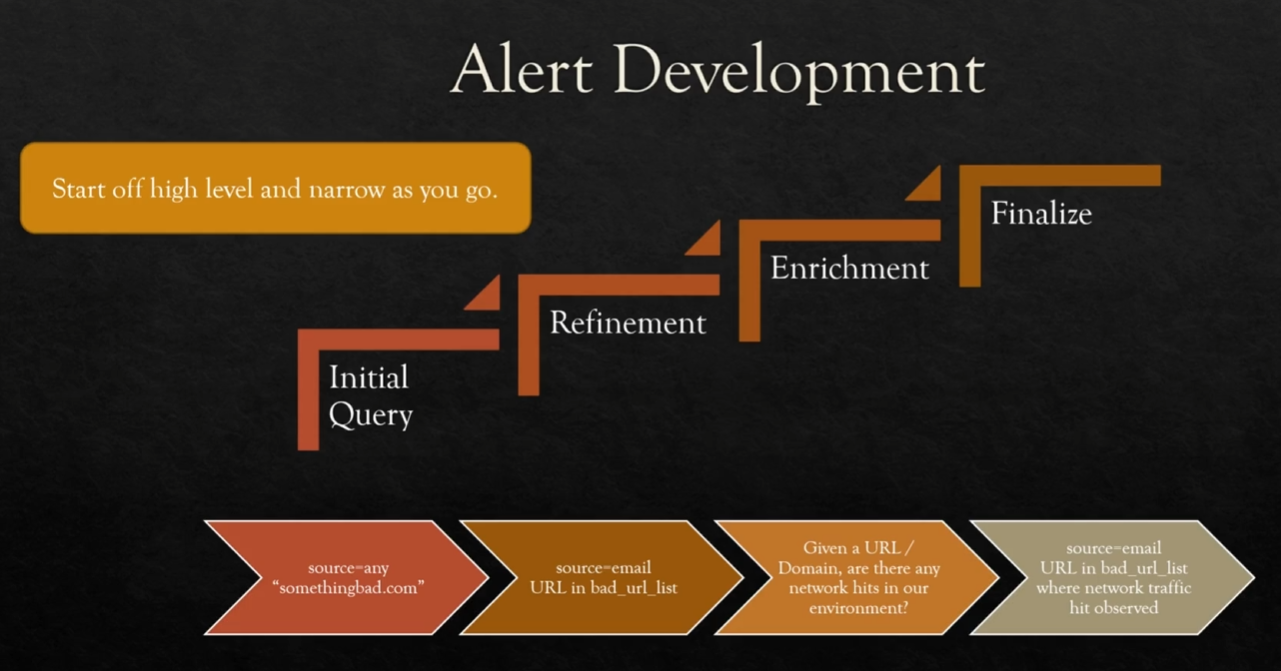 Alert Development
Start off high level and narrow as you go.
Initial
Query
Refinement
Enrichment
Finalize
source=any
“somethingbad.com”
source=email
URL in bad_url_list
Given a URL /
Domain, are there any
network hits in our
environment?
source=email
URL in bad_url_list
where network traffic
hit observed